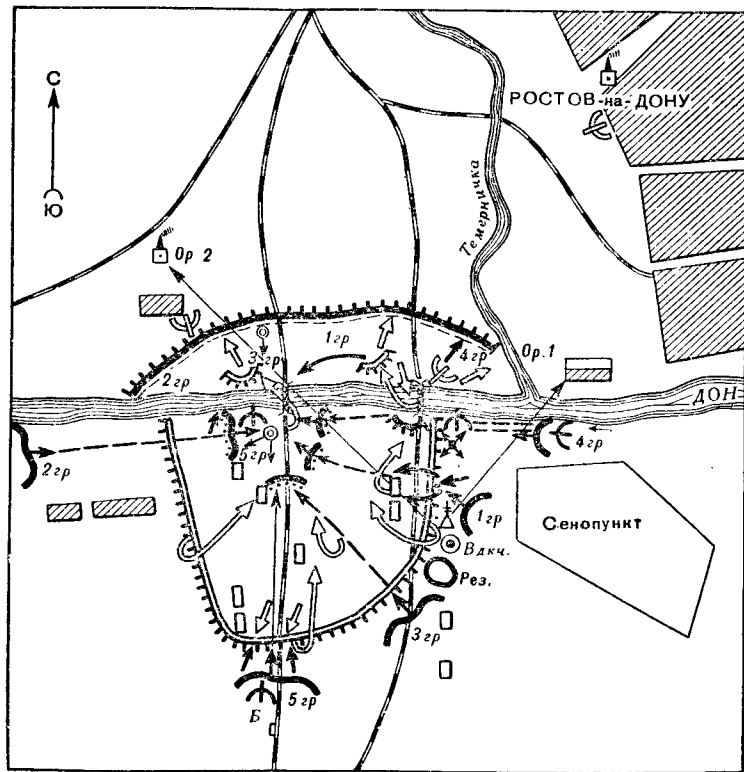 С
Ю
РОСТОВ-на-ДОНУ
Темерничка
Ор. 2
1 гр
3 гр
4 гр
Ор. 1
2 гр
ДОН
5 гр
4 гр
2 гр
1 гр
Сенопункт
Вдкч.
Рез.
3 гр
5 гр
Б